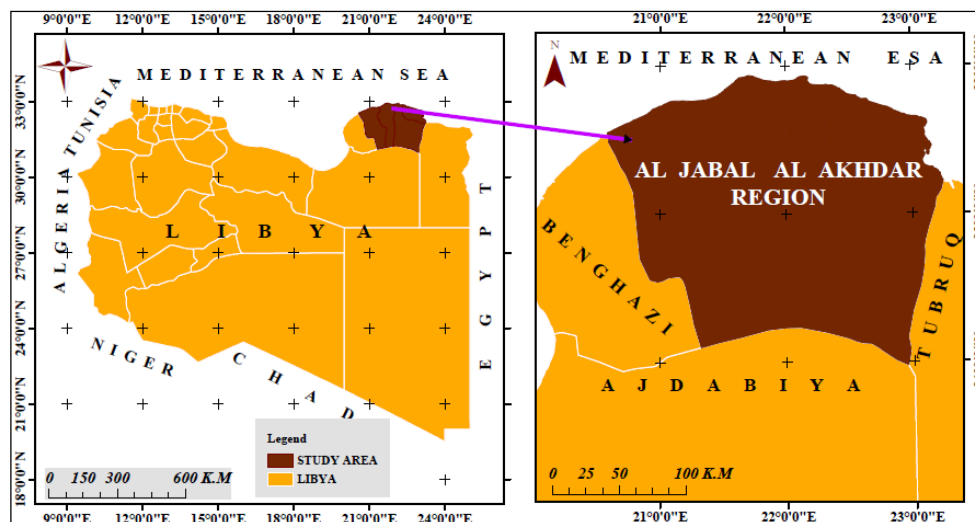 9°0'0"E 12°0'0"E 15°0'0"E 18°0'0"E 21°0'0"E 24°0'0"E
21°0'0"E 22°0'0"E 23°0'0"E
MEDITERRANEAN SEA
TUNISIA
ALGERIA
LIBYA
EGYPT
NIGER
CHAD
33°0'0"N
30°0'0"N
27°0'0"N
24°0'0"N
21°0'0"N
18°0'0"N
Legend
STUDY AREA
LIBYA
0 150 300 600 K.M
9°0'0"E 12°0'0"E 15°0'0"E 18°0'0"E 21°0'0"E 24°0'0"E
MEDITERRANEAN ESA
N
AL JABAL AL AKHDAR
REGION
BENGHAZI
TUBRUQ
AJDABIYA
0 25 50 100 K.M
21°0'0"E 22°0'0"E 23°0'0"E